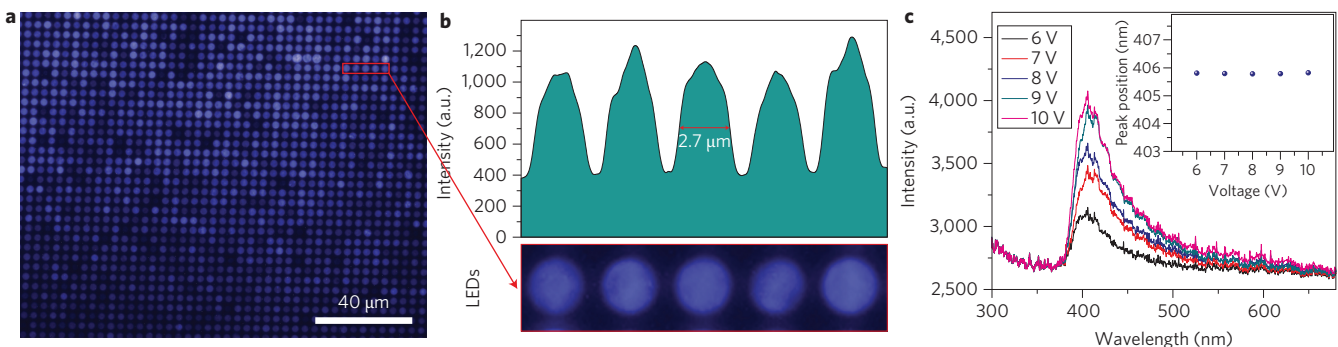 a
40 μm
b
Intensity (a.u.)
1,200
1,000
800
600
400
200
0
2.7 μm
LEDs
c
Intensity (a.u.)
4,500
4,000
3,500
3,000
2,500
300
400
500
600
Wavelength (nm)
6 V
7 V
8 V
9 V
10 V
Peak position (nm)
407
406
405
404
403
6
7
8
9
10
Voltage (V)